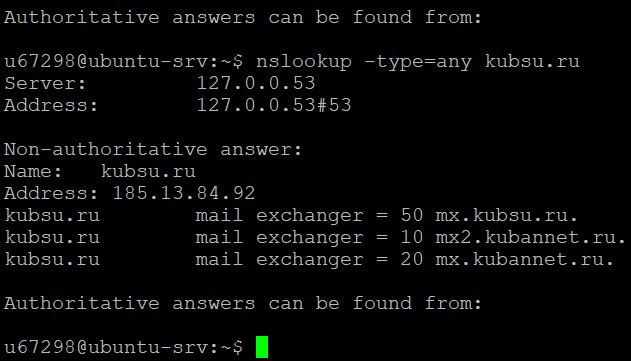 Authoritative answers can be found from:
u67298@ubuntu-srv:~$ nslookup -type=any kubsu.ru
Server:         127.0.0.53
Address:        127.0.0.53#53
Non-authoritative answer:
Name:   kubsu.ru
Address: 185.13.84.92
kubsu.ru        mail exchanger = 50 mx.kubsu.ru.
kubsu.ru        mail exchanger = 10 mx2.kubannet.ru.
kubsu.ru        mail exchanger = 20 mx.kubannet.ru.
Authoritative answers can be found from:
u67298@ubuntu-srv:~$